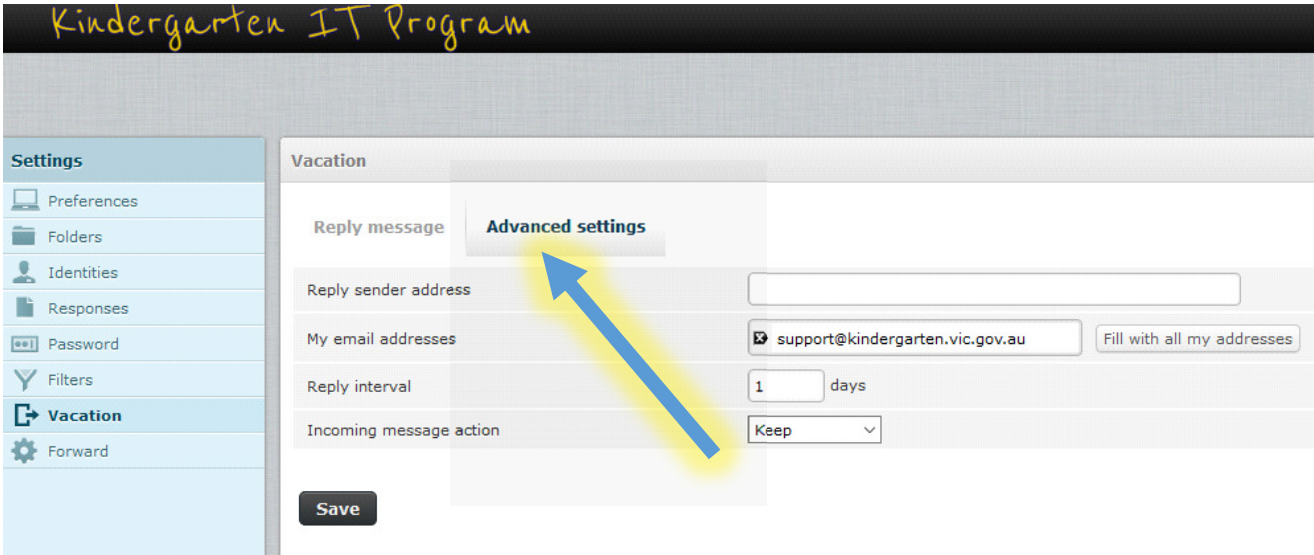 Kindergarten IT Program
Settings
Preferences
Folders
Identities
Responses
Password
Filters
Vacation
Forward
Vacation
Reply message
Advanced settings
Reply sender address
My email addresses
support@kindergarten.vic.gov.au
Fill with all my addresses
Reply interval
1 days
Incoming message action
Keep
Save